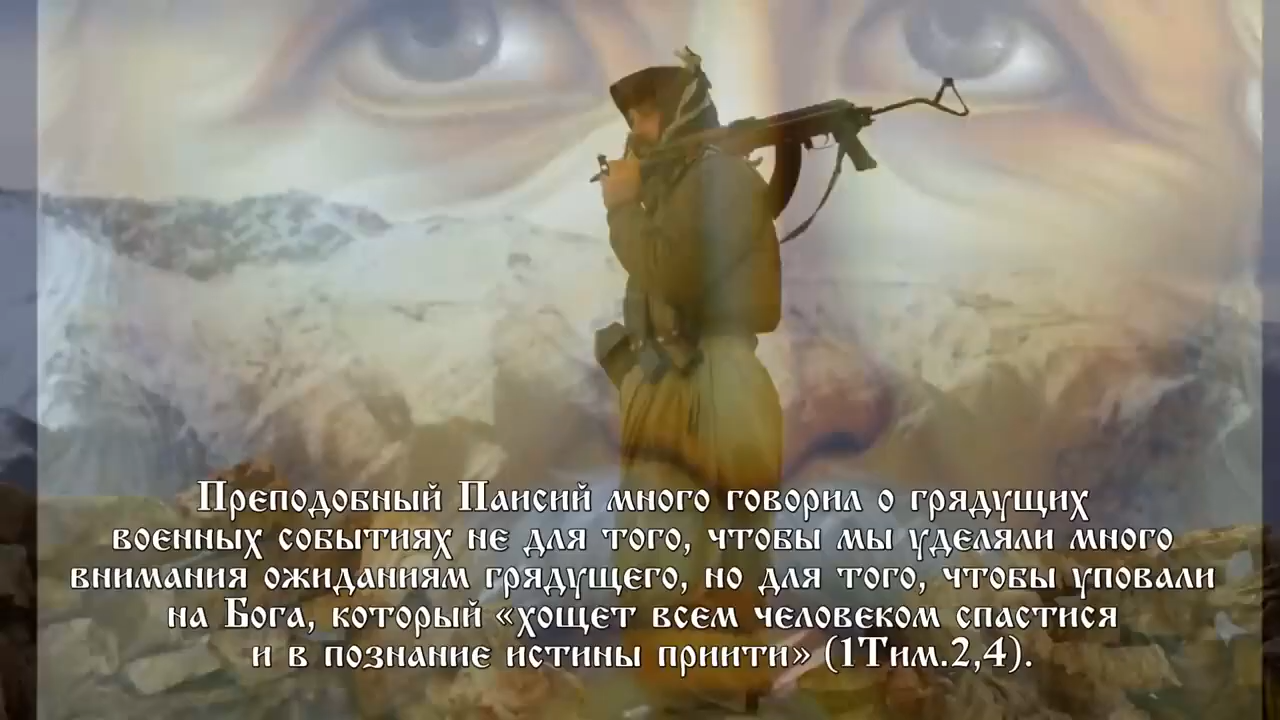 Преподобный Паисий много говорил о грядущих
военных событиях не для того, чтобы мы уделяли много
внимания ожиданиям грядущего, но для того, чтобы уповали
на Бога, который «хощет всем человеком спастися
и в познание истины приити» (1Тим.2,4).